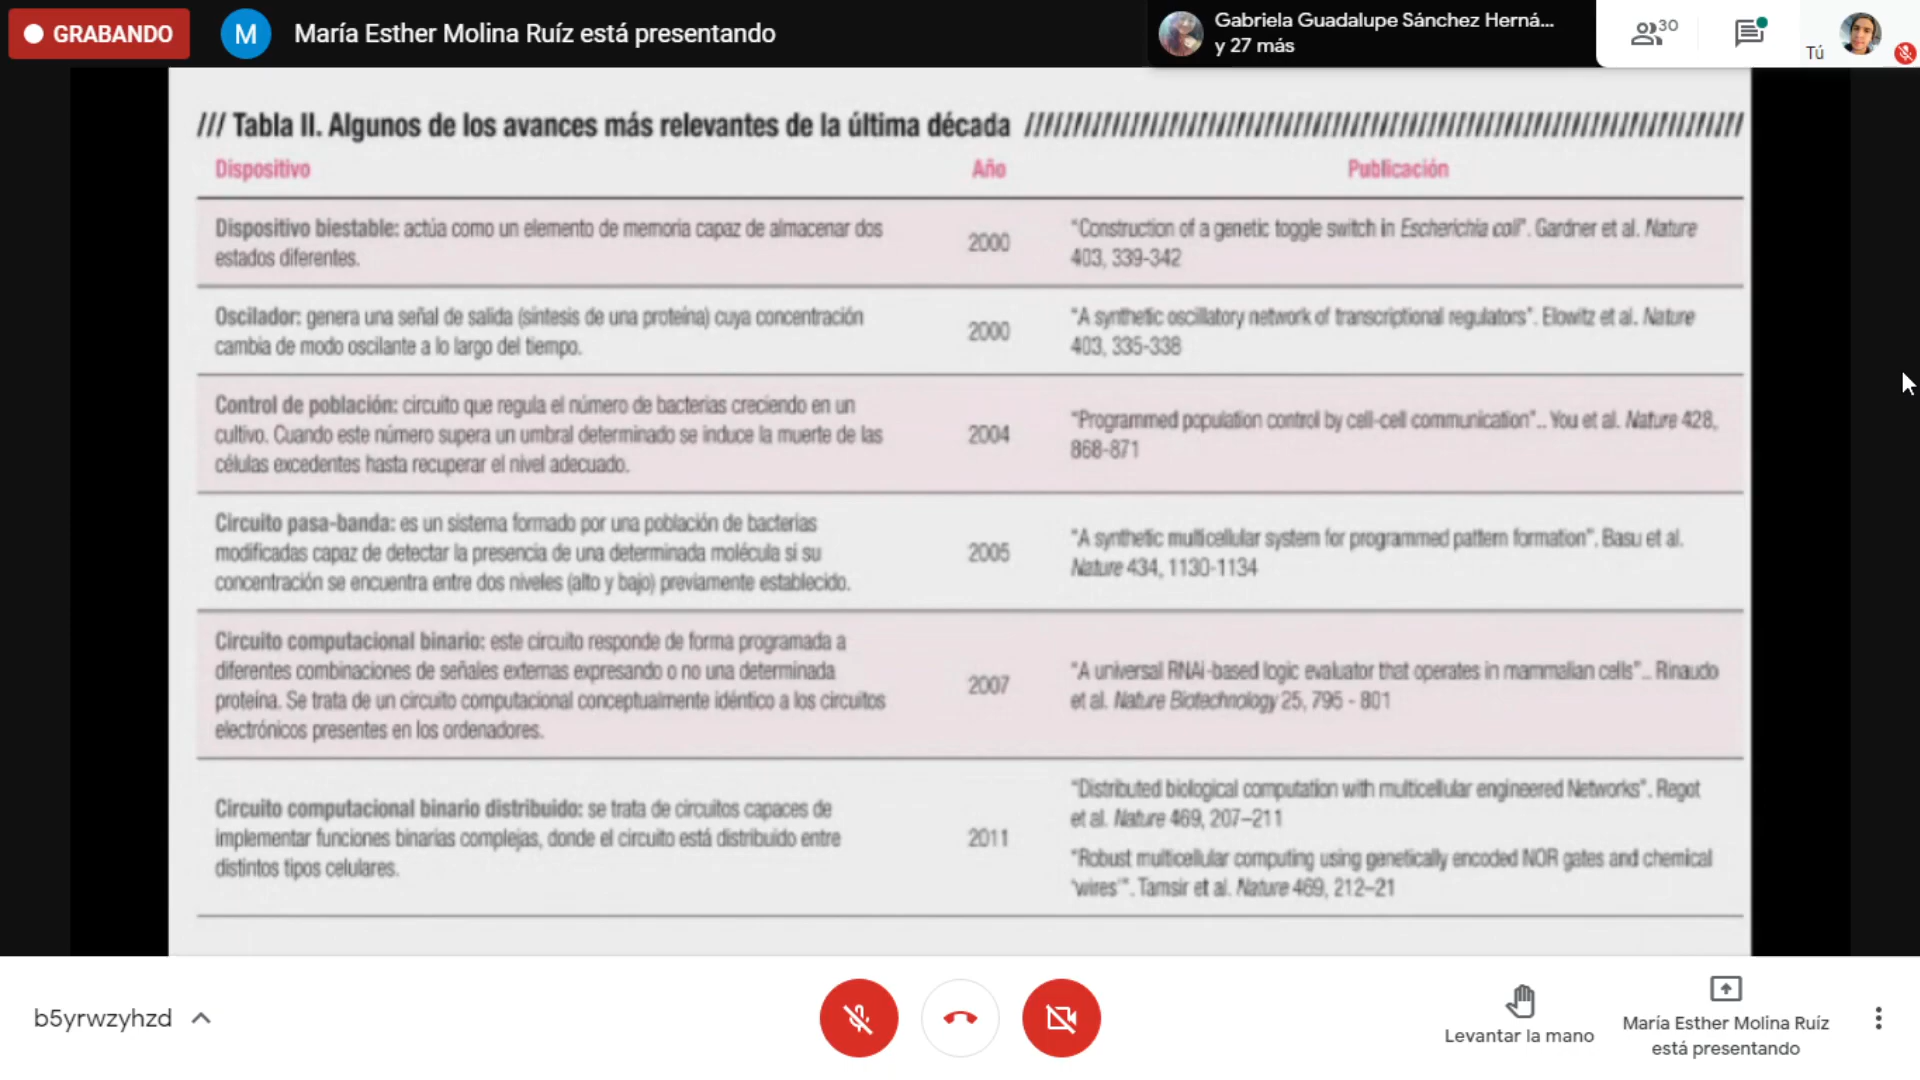 GRABANDO
M
María Esther Molina Ruíz está presentando
Gabriela Guadalupe Sánchez Herná...
y 27 más
30
Tú
/// Tabla II. Algunos de los avances más relevantes de la última década
Dispositivo Año Publicación
Dispositivo biestable: actúa como un elemento de memoria capaz de almacenar dos
estados diferentes.
2000
"Construction of a genetic toggle switch in Escherichia coli". Gardner et al. Nature
403, 339-342
Oscilador: genera una señal de salida (síntesis de una proteína) cuya concentración
cambia de modo oscilante a lo largo del tiempo.
2000
"A synthetic oscillatory network of transcriptional regulators". Elowitz et al. Nature
403, 335-338
Control de población: circuito que regula el número de bacterias creciendo en un
cultivo. Cuando este número supera un umbral determinado se induce la muerte de las
células excedentes hasta recuperar el nivel adecuado.
2004
"Programmed population control by cell-cell communication".. You et al. Nature 428,
868-871
Circuito pasa-banda: es un sistema formado por una población de bacterias
modificadas capaz de detectar la presencia de una determinada molécula si su
concentración se encuentra entre dos niveles (alto y bajo) previamente establecido.
2005
"A synthetic multicellular system for programmed pattern formation". Basu et al.
Nature 434, 1130-1134
Circuito computacional binario: este circuito responde de forma programada a
diferentes combinaciones de señales externas expresando o no una determinada
proteína. Se trata de un circuito computacional conceptualmente idéntico a los circuitos
electrónicos presentes en los ordenadores.
2007
"A universal RNAi-based logic evaluator that operates in mammalian cells".. Rinaudo
et al. Nature Biotechnology 25, 795 - 801
Circuito computacional binario distribuido: se trata de circuitos capaces de
implementar funciones binarias complejas, donde el circuito está distribuido entre
distintos tipos celulares.
2011
"Distributed biological computation with multicellular engineered Networks". Regot
et al. Nature 469, 207–211
"Robust multicellular computing using genetically encoded NOR gates and chemical
'wires'". Tamsir et al. Nature 469, 212–21
b5yrwzyhzd
Levantar la mano
María Esther Molina Ruíz
está presentando